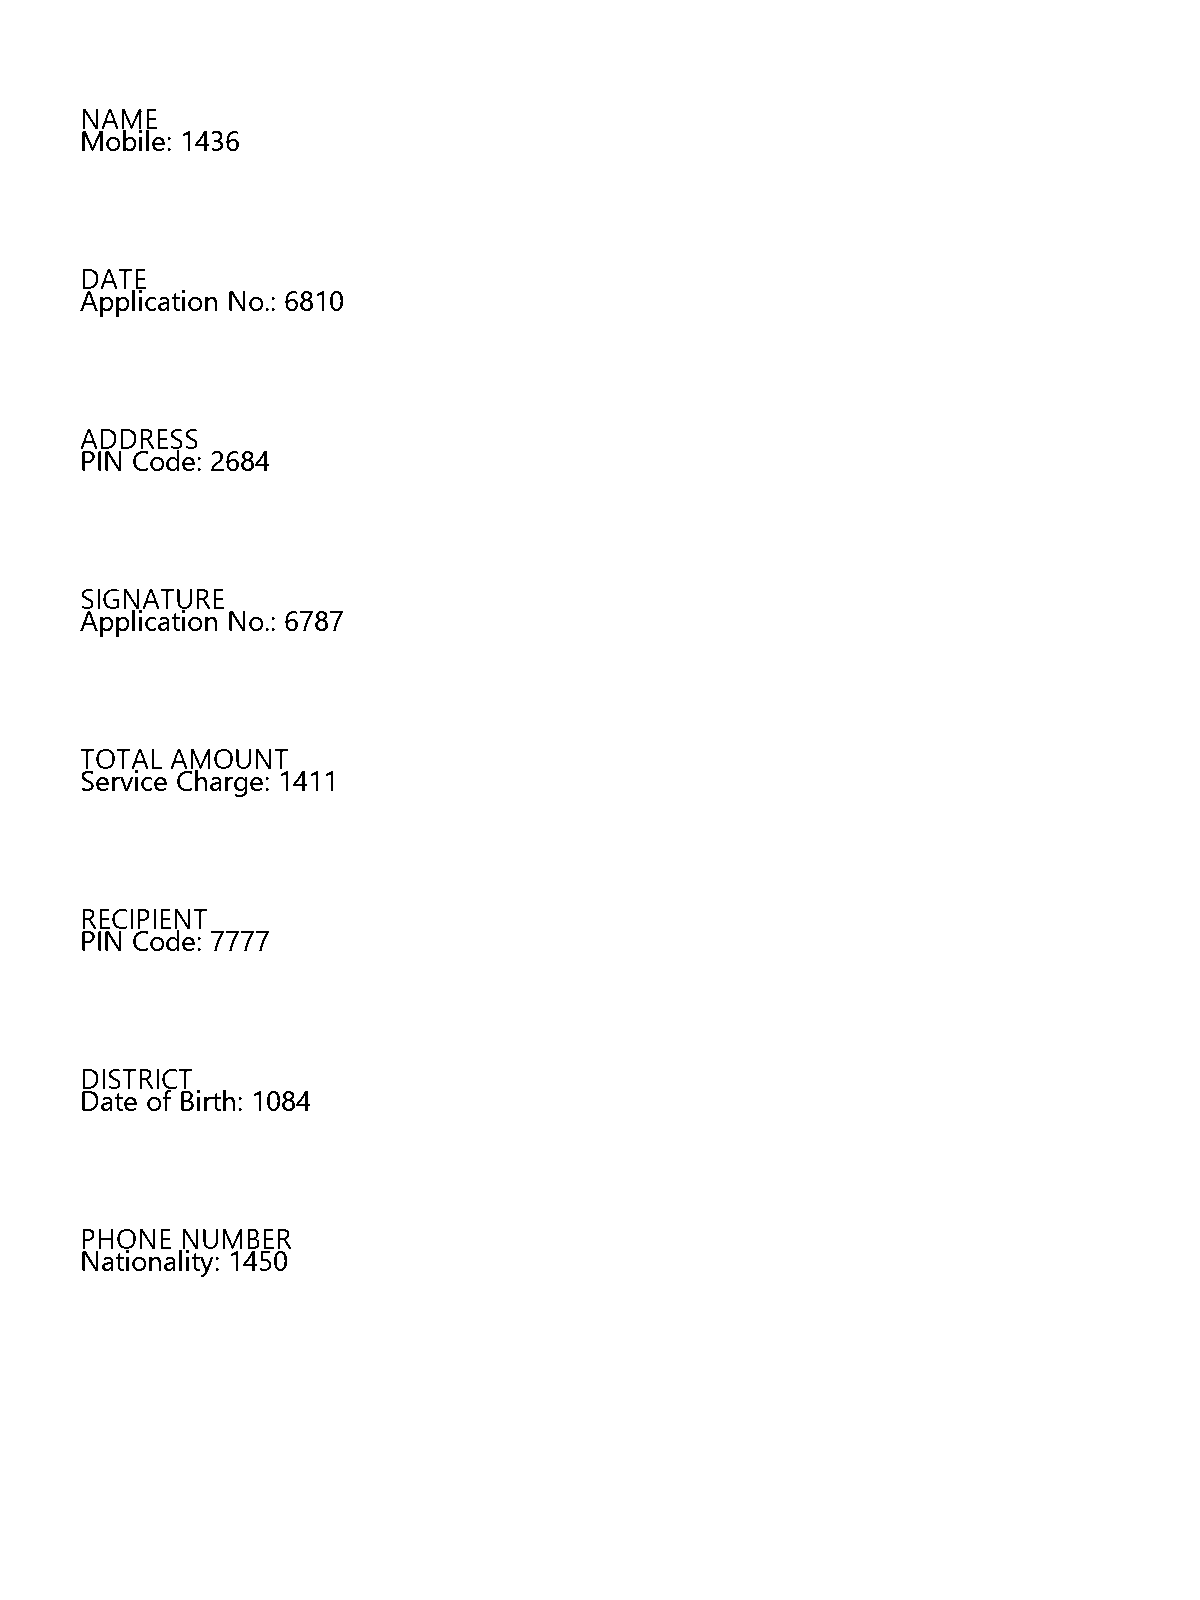 NAME
Mobile: 1436
DATE
Application No.: 6810
ADDRESS
PIN Code: 2684
SIGNATURE
Application No.: 6787
TOTAL AMOUNT
Service Charge: 1411
RECIPIENT
PIN Code: 7777
DISTRICT
Date of Birth: 1084
PHONE NUMBER
Nationality: 1450